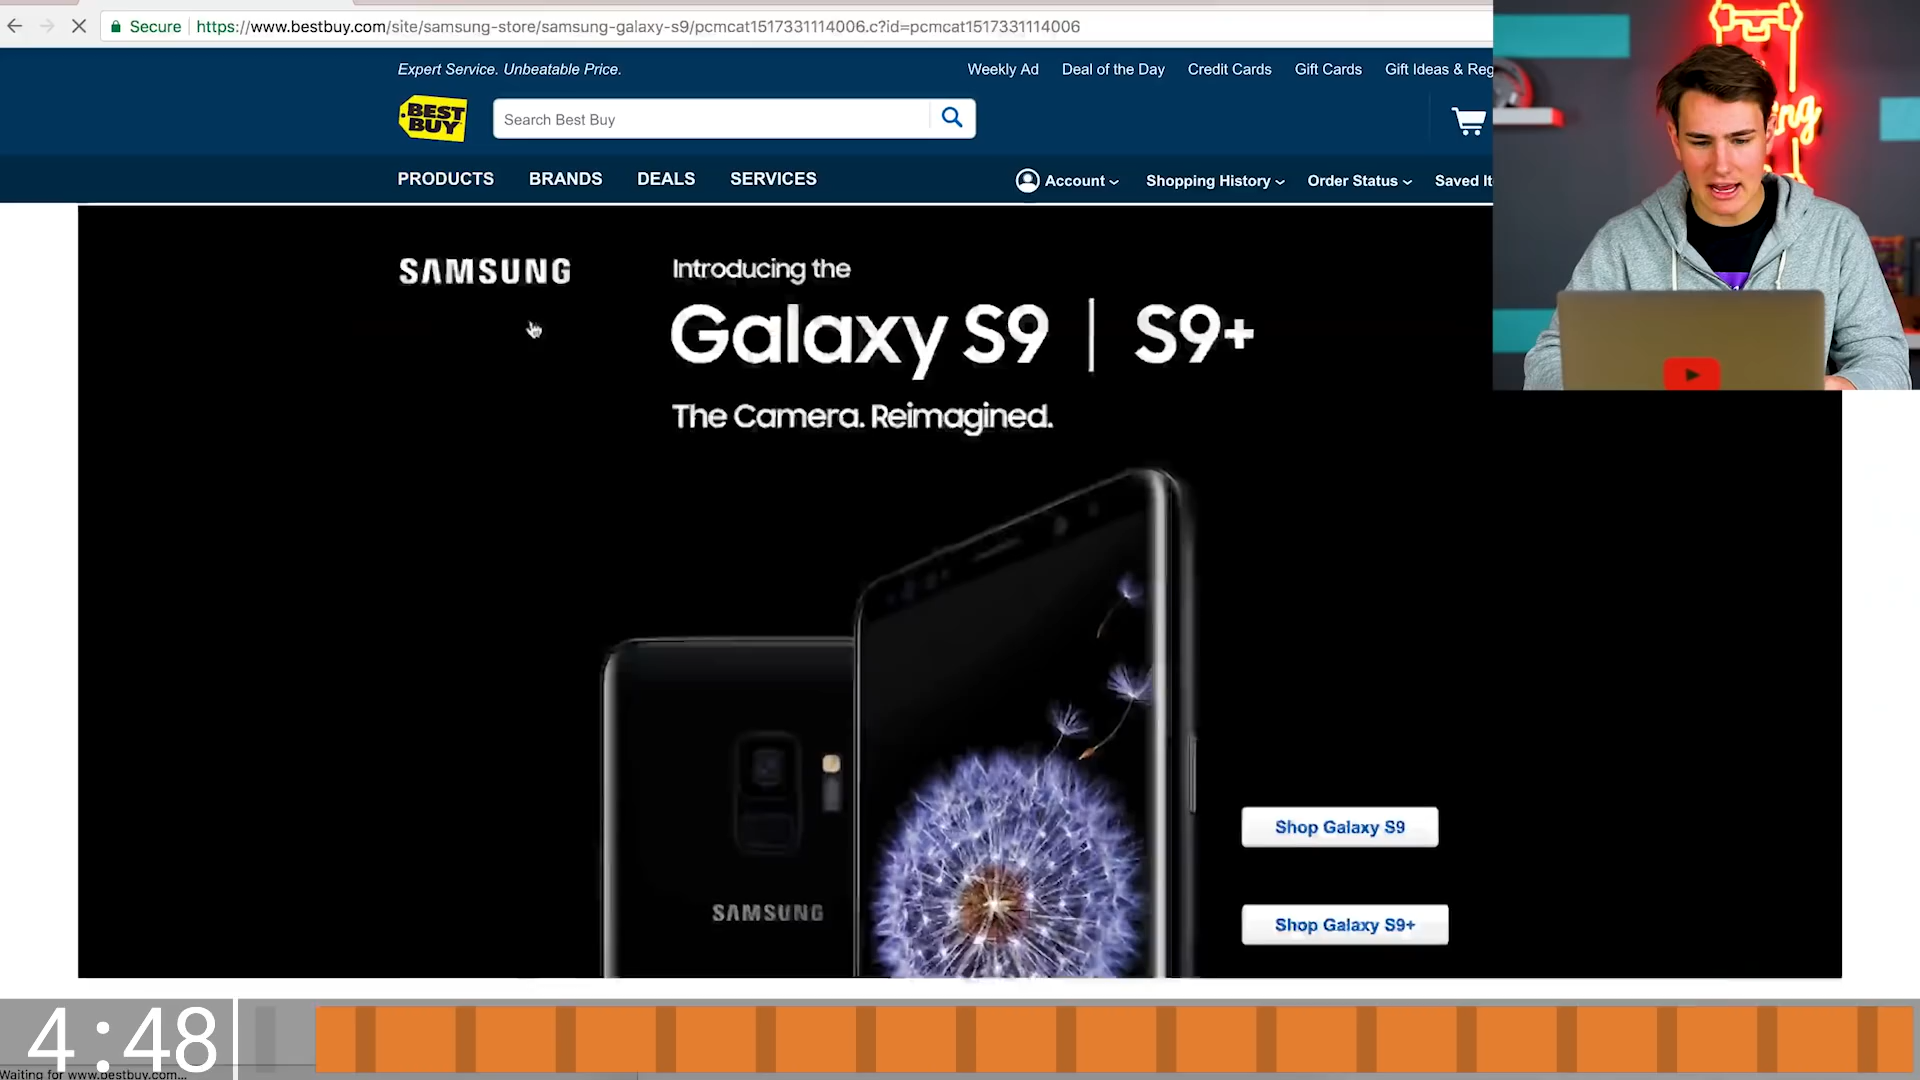 Secure https://www.bestbuy.com/site/samsung-store/samsung-galaxy-s9/pcmcat1517331114006.c?id=pcmcat1517331114006
Expert Service. Unbeatable Price.
Weekly Ad Deal of the Day Credit Cards Gift Cards Gift Ideas & Reg
BEST BUY
Search Best Buy
PRODUCTS BRANDS DEALS SERVICES
Account Shopping History Order Status Saved It
SAMSUNG
Introducing the
Galaxy S9 | S9+
The Camera. Reimagined.
SAMSUNG
Shop Galaxy S9
Shop Galaxy S9+
4:48
Waiting for www.bestbuy.com...